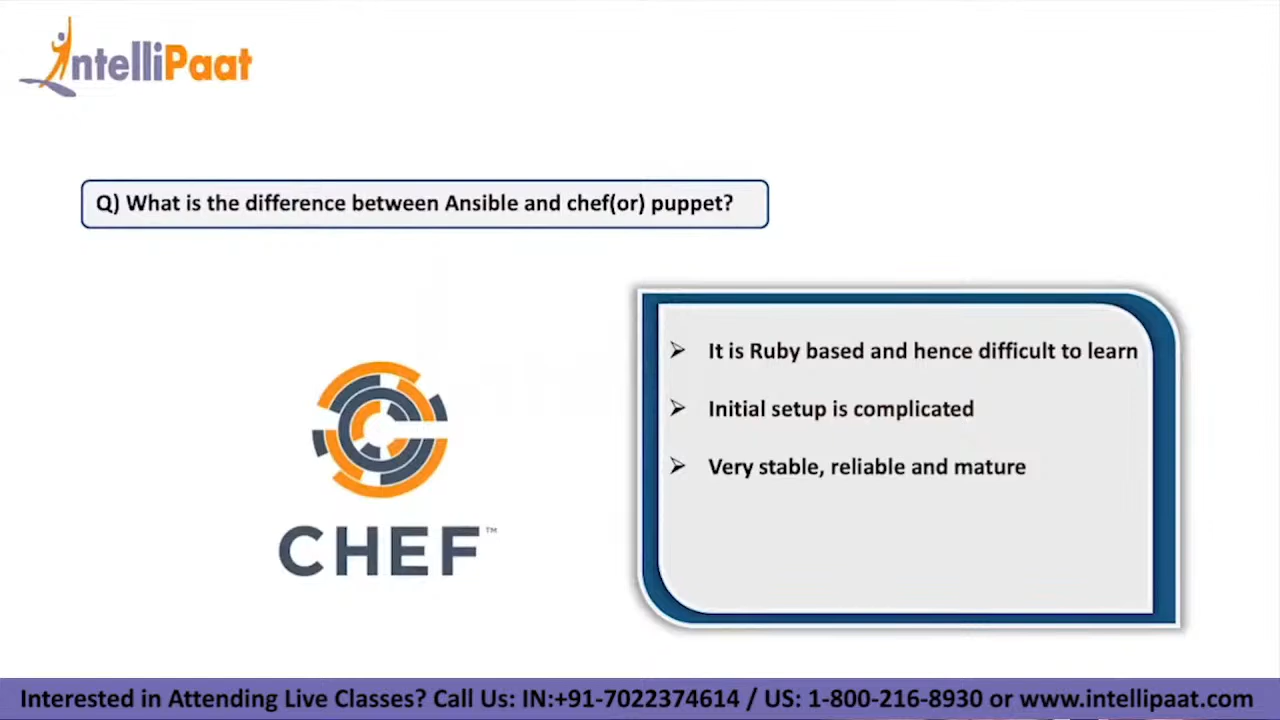 IntelliPaat
Q) What is the difference between Ansible and chef(or) puppet?
It is Ruby based and hence difficult to learn
Initial setup is complicated
Very stable, reliable and mature
CHEF™
Interested in Attending Live Classes? Call Us: IN:+91-7022374614 / US: 1-800-216-8930 or www.intellipaat.com